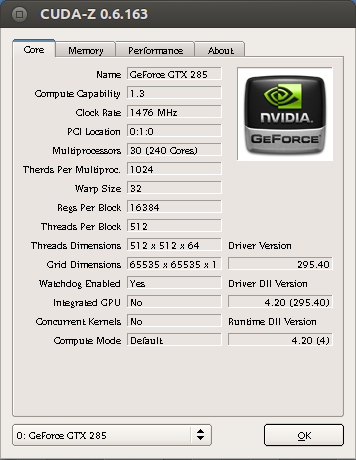 CUDA-Z 0.6.163
Core
Memory
Performance
About
Name GeForce GTX 285
Compute Capability 1.3
Clock Rate 1476 MHz
PCI Location 0:1:0
Multiprocessors 30 (240 Cores)
Therds Per Multiproc. 1024
Warp Size 32
Regs Per Block 16384
Threads Per Block 512
Threads Dimensions 512 x 512 x 64
Grid Dimensions 65535 x 65535 x 1
Watchdog Enabled Yes
Integrated GPU No
Concurrent Kernels No
Compute Mode Default
NVIDIA.
GEFORCE
Driver Version
295.40
Driver Dll Version
4.20 (295.40)
Runtime Dll Version
4.20 (4)
0: GeForce GTX 285
OK